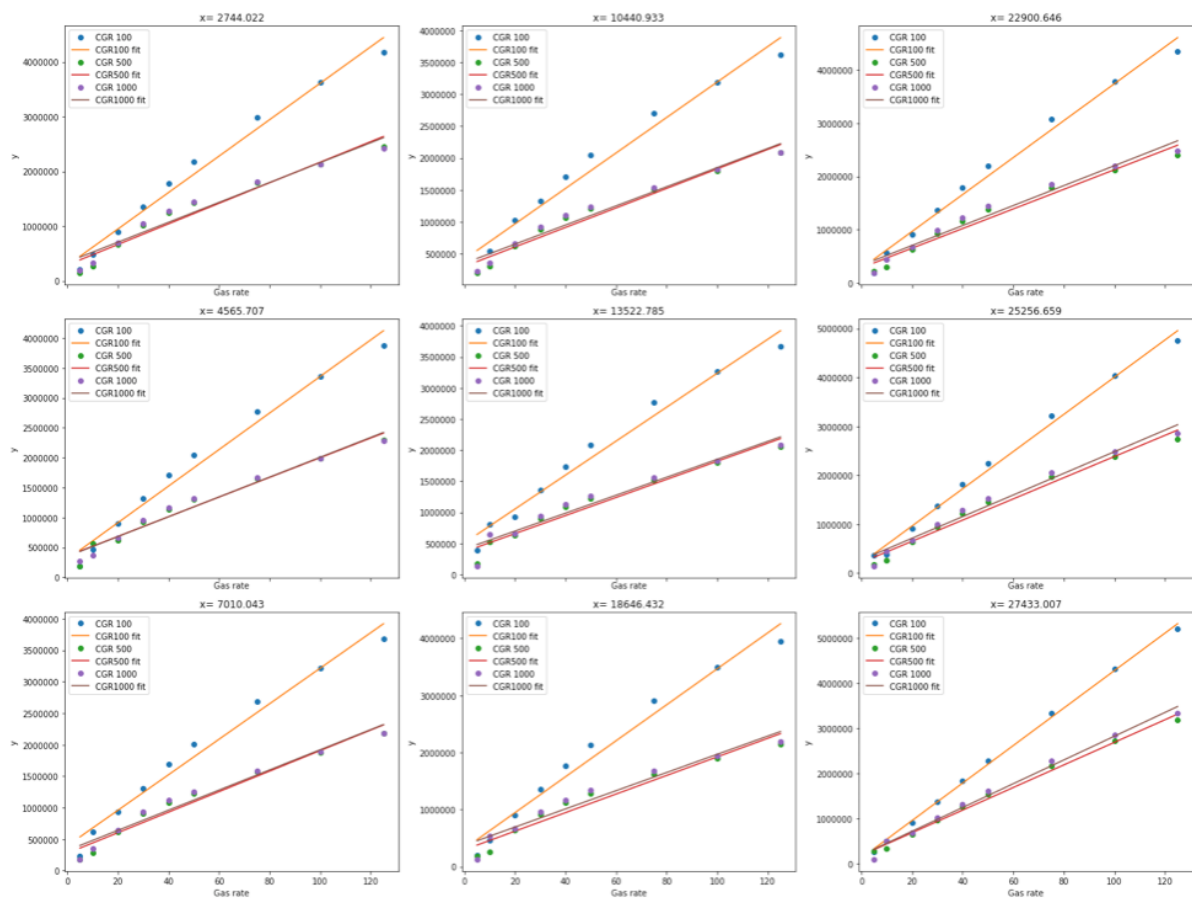 x= 2744.022
CGR 100
CGR100 fit
CGR 500
CGR500 fit
CGR 1000
CGR1000 fit
4000000
3000000
2000000
1000000
0
y
Gas rate
x= 10440.933
CGR 100
CGR100 fit
CGR 500
CGR500 fit
CGR 1000
CGR1000 fit
4000000
3500000
3000000
2500000
2000000
1500000
1000000
500000
y
Gas rate
x= 22900.646
CGR 100
CGR100 fit
CGR 500
CGR500 fit
CGR 1000
CGR1000 fit
4000000
3000000
2000000
1000000
0
y
Gas rate
x= 4565.707
CGR 100
CGR100 fit
CGR 500
CGR500 fit
CGR 1000
CGR1000 fit
4000000
3500000
3000000
2500000
2000000
1500000
1000000
500000
0
y
Gas rate
x= 13522.785
CGR 100
CGR100 fit
CGR 500
CGR500 fit
CGR 1000
CGR1000 fit
4000000
3500000
3000000
2500000
2000000
1500000
1000000
500000
0
y
Gas rate
x= 25256.659
CGR 100
CGR100 fit
CGR 500
CGR500 fit
CGR 1000
CGR1000 fit
5000000
4000000
3000000
2000000
1000000
0
y
Gas rate
x= 7010.043
CGR 100
CGR100 fit
CGR 500
CGR500 fit
CGR 1000
CGR1000 fit
4000000
3500000
3000000
2500000
2000000
1500000
1000000
500000
0
y
0 20 40 60 80 100 120
Gas rate
x= 18646.432
CGR 100
CGR100 fit
CGR 500
CGR500 fit
CGR 1000
CGR1000 fit
4000000
3000000
2000000
1000000
0
y
0 20 40 60 80 100 120
Gas rate
x= 27433.007
CGR 100
CGR100 fit
CGR 500
CGR500 fit
CGR 1000
CGR1000 fit
5000000
4000000
3000000
2000000
1000000
0
y
0 20 40 60 80 100 120
Gas rate